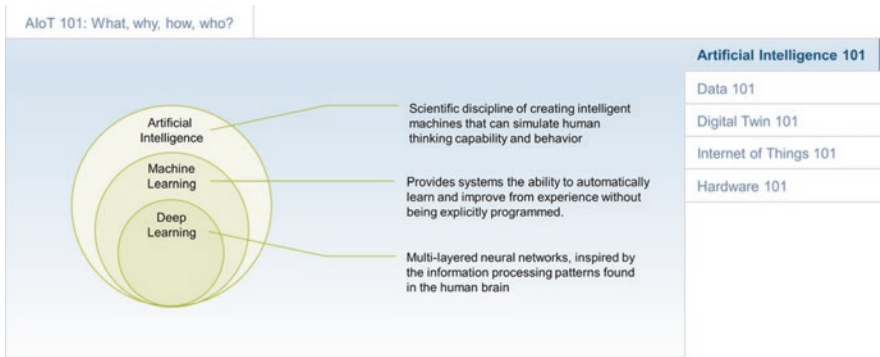 AIoT 101: What, why, how, who?
Artificial
Intelligence
Machine
Learning
Deep
Learning
Scientific discipline of creating intelligent
machines that can simulate human
thinking capability and behavior
Provides systems the ability to automatically
learn and improve from experience without
being explicitly programmed.
Multi-layered neural networks, inspired by
the information processing patterns found
in the human brain
Artificial Intelligence 101
Data 101
Digital Twin 101
Internet of Things 101
Hardware 101